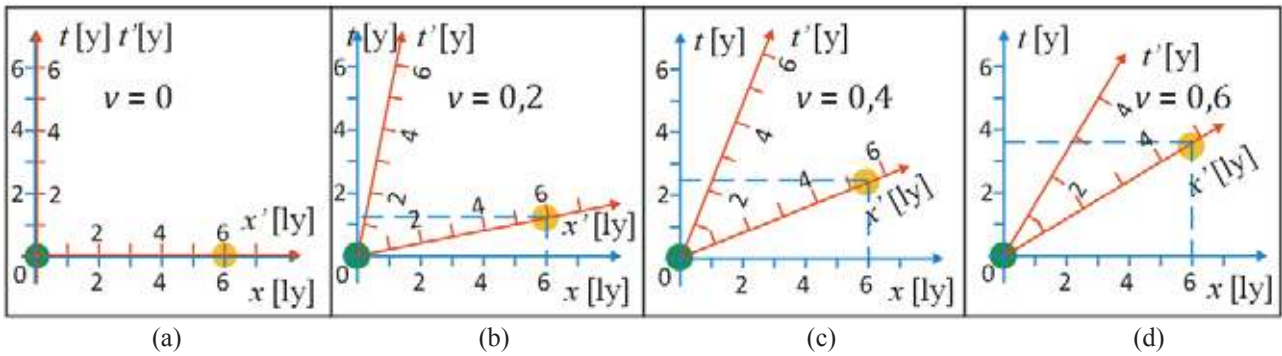 t [y] t' [y]
6 6
v = 0
4 4
2 2
x' [ly]
2 4 6
0
2 4 6
x [ly]
(a)
t [y] t' [y]
6 6
v = 0,2
4 4
2 2
2 4 6
x' [ly]
0
2 4 6
x [ly]
(b)
t [y] t' [y]
6 6
v = 0,4
4 4
2 2
2 4 6
x' [ly]
0
2 4 6
x [ly]
(c)
t [y]
t' [y]
6
v = 0,6
4 4
2
2 4
x' [ly]
0
2 4 6
x [ly]
(d)